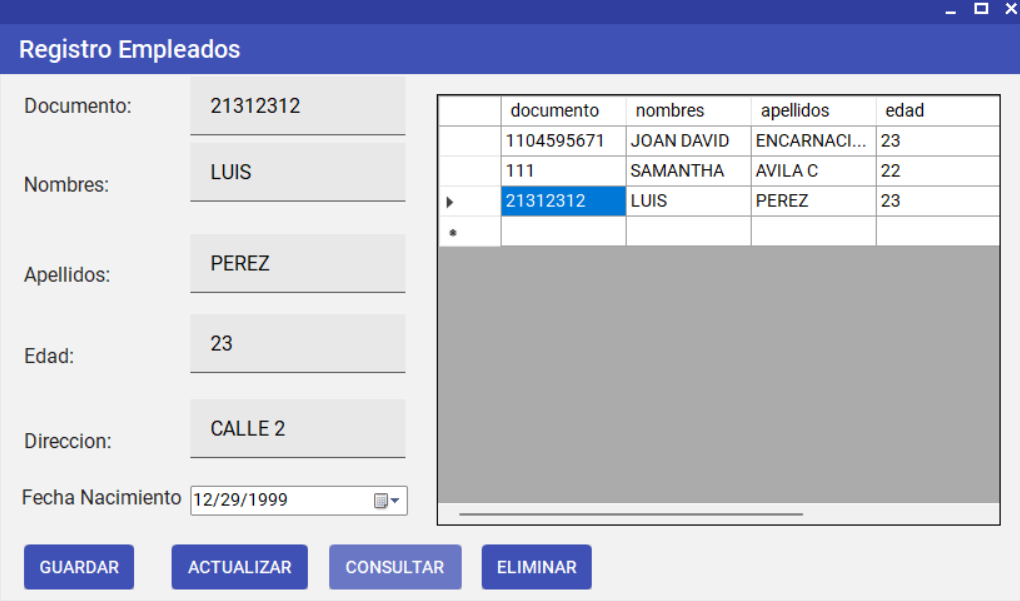 Registro Empleados
Documento: 21312312
Nombres: LUIS
Apellidos: PEREZ
Edad: 23
Direccion: CALLE 2
Fecha Nacimiento 12/29/1999
documento nombres apellidos edad
1104595671 JOAN DAVID ENCARNACI... 23
111 SAMANTHA AVILA C 22
21312312 LUIS PEREZ 23
GUARDAR ACTUALIZAR CONSULTAR ELIMINAR